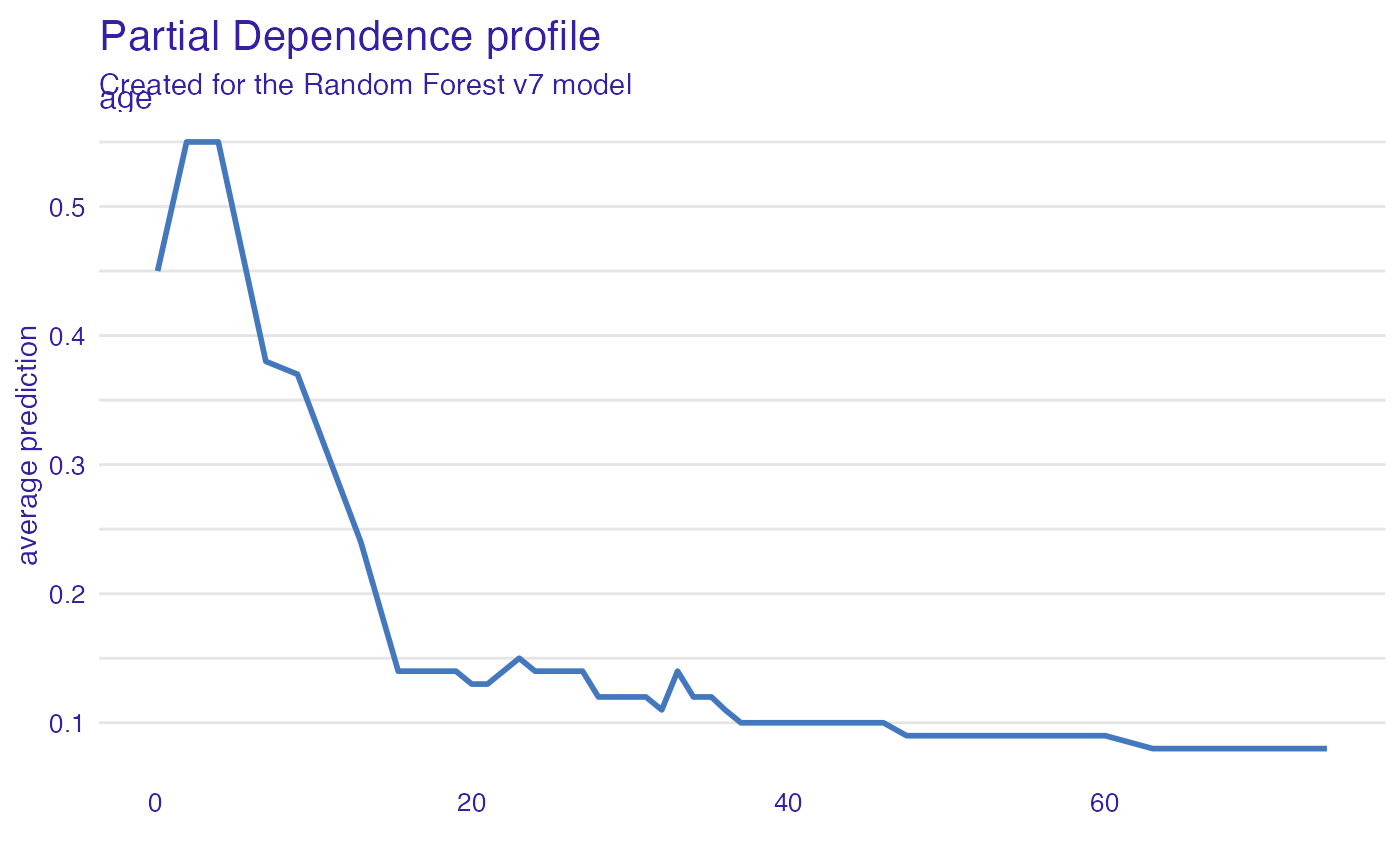 Partial Dependence profile
Created for the Random Forest v7 model
age
average prediction
0.5
0.4
0.3
0.2
0.1
0 20 40 60